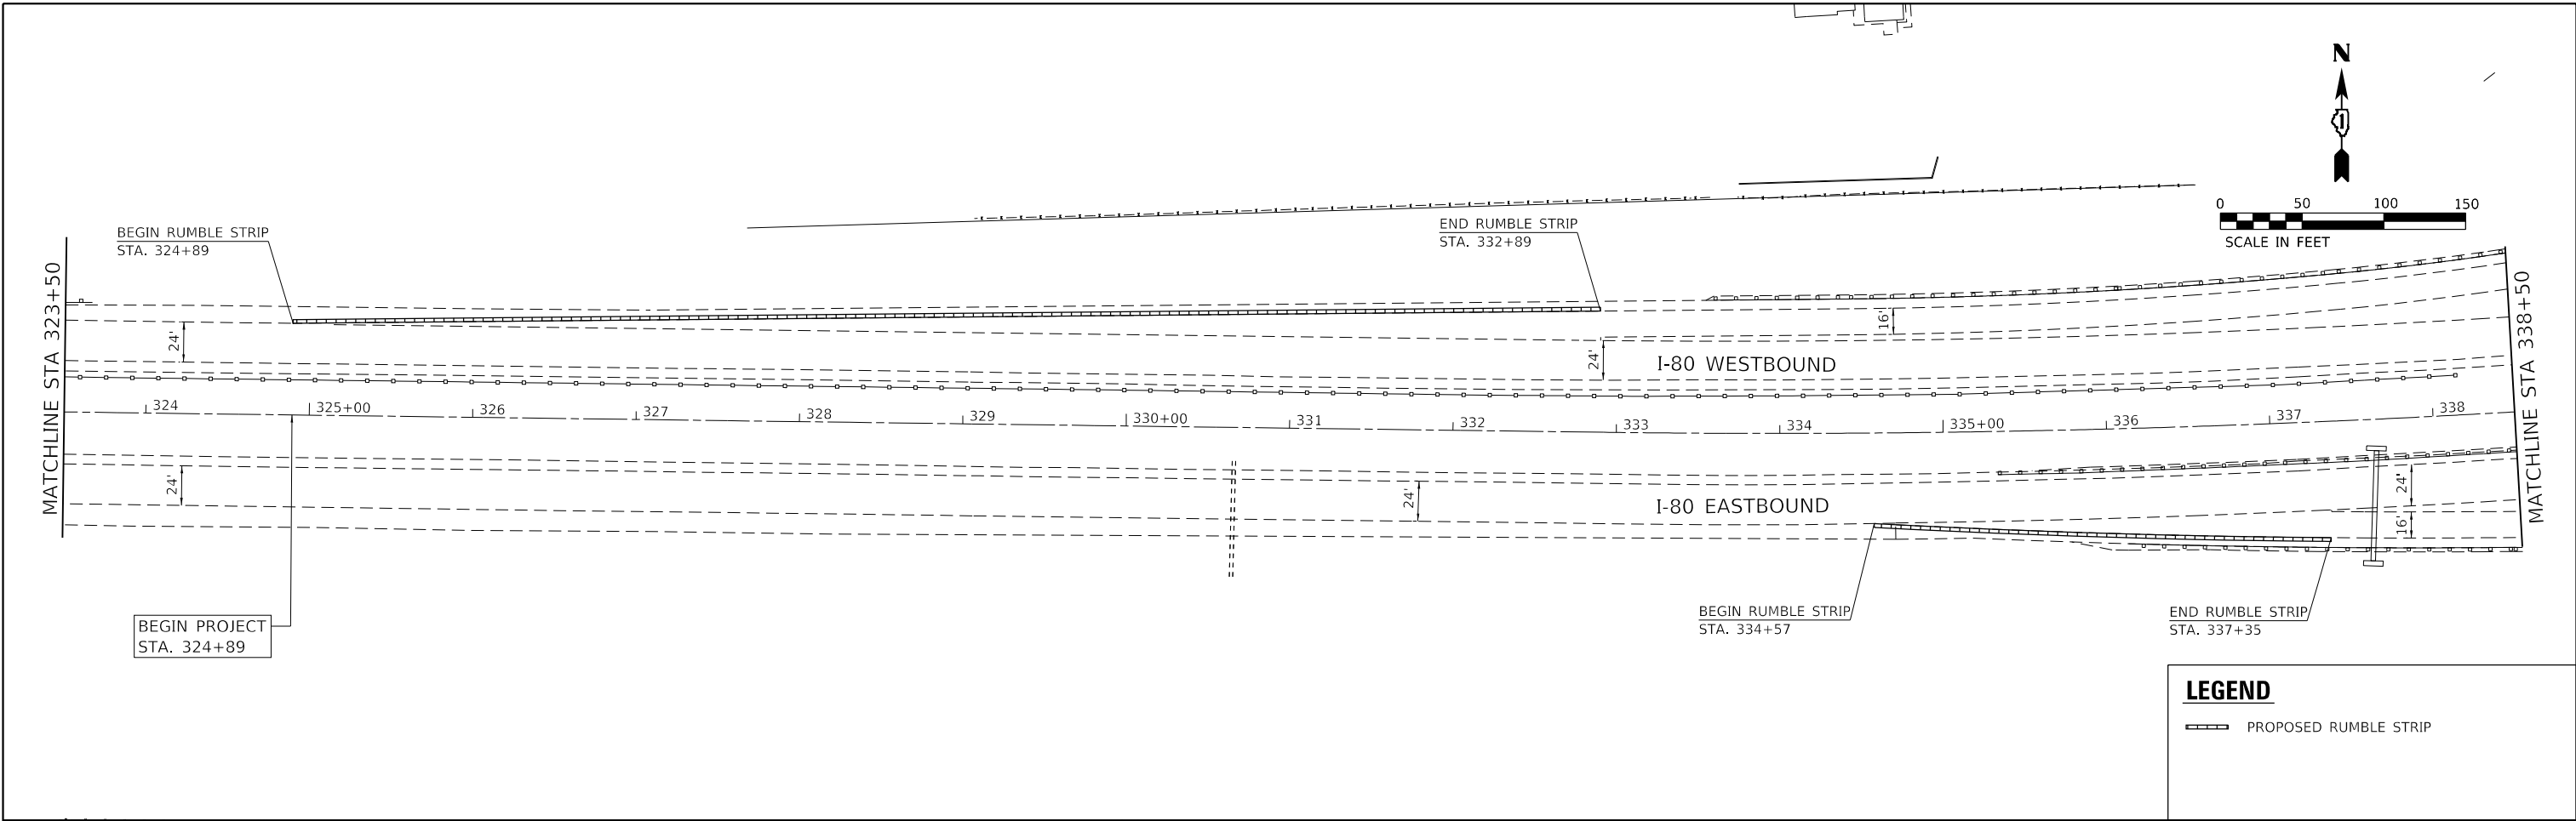 N
1
0 50 100 150
SCALE IN FEET
BEGIN RUMBLE STRIP
STA. 324+89
END RUMBLE STRIP
STA. 332+89
MATCHLINE STA 323+50
MATCHLINE STA 338+50
24'
16'
24'
I-80 WESTBOUND
324 325+00 326 327 328 329 330+00 331 332 333 334 335+00 336 337 338
24'
24'
I-80 EASTBOUND
24'
16'
BEGIN PROJECT
STA. 324+89
BEGIN RUMBLE STRIP
STA. 334+57
END RUMBLE STRIP
STA. 337+35
LEGEND
PROPOSED RUMBLE STRIP